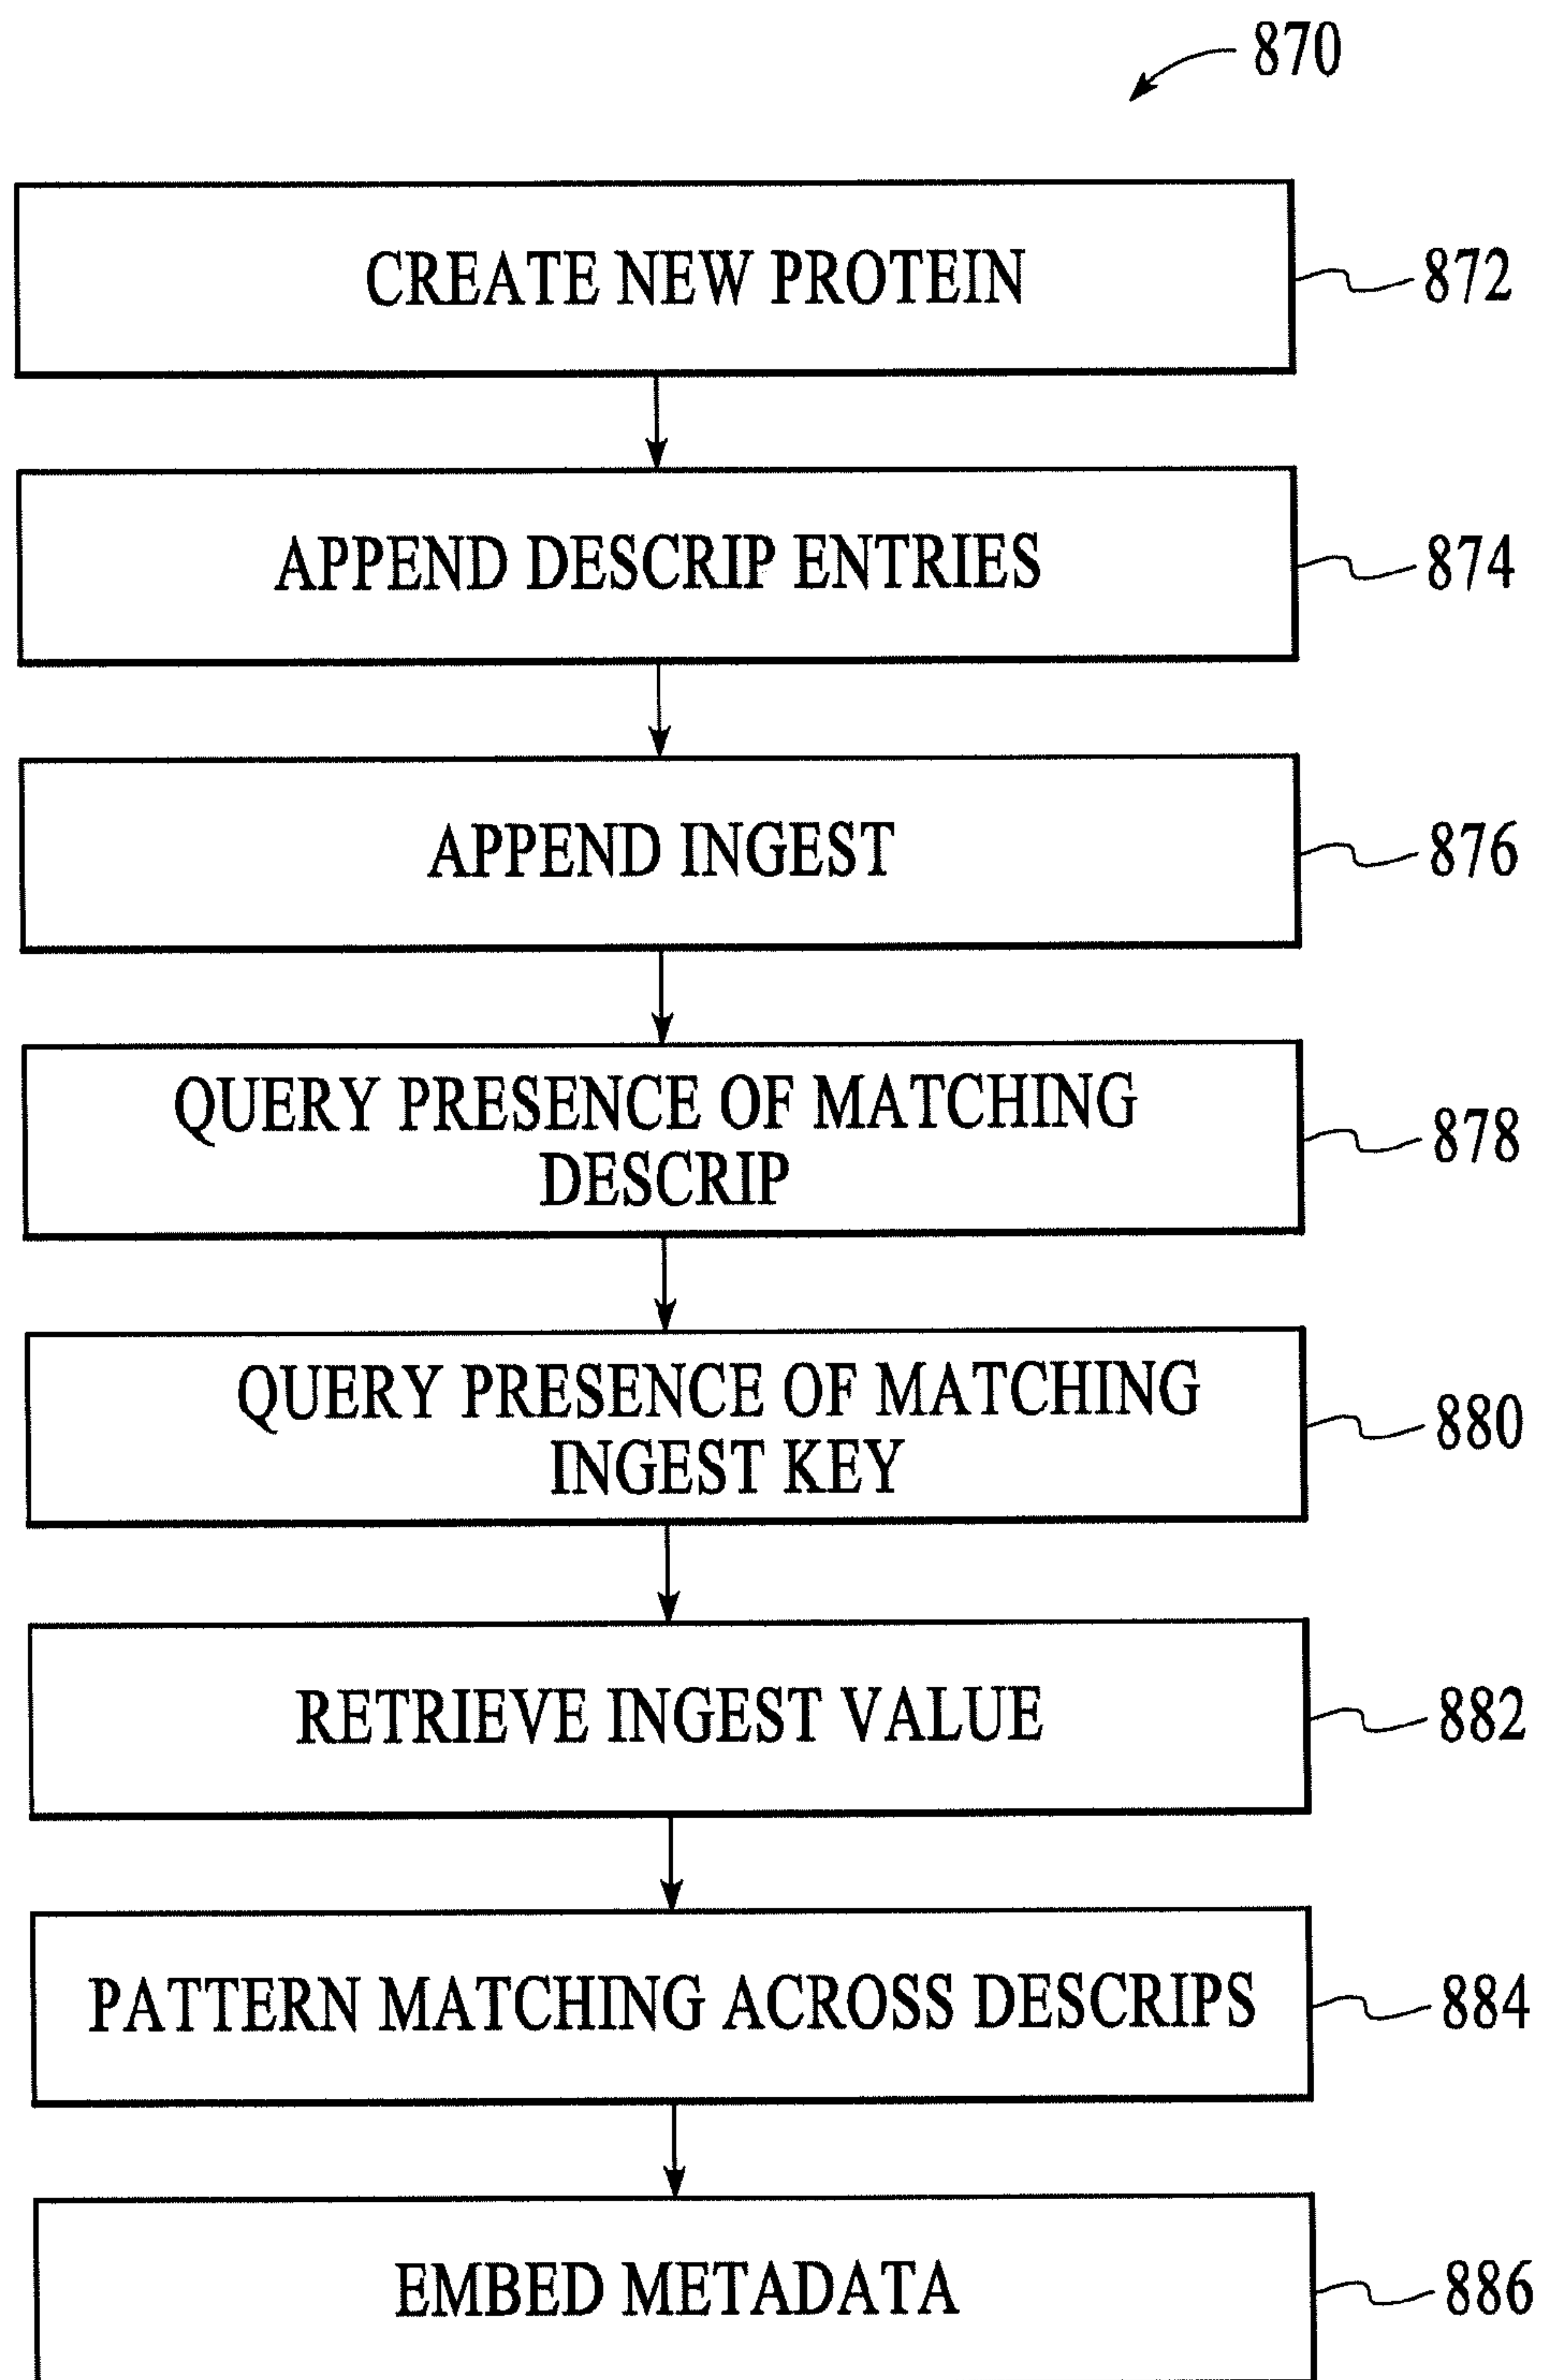 870
CREATE NEW PROTEIN
872
APPEND DESCRIP ENTRIES
874
APPEND INGEST
876
QUERY PRESENCE OF MATCHING
DESCRIP
878
QUERY PRESENCE OF MATCHING
INGEST KEY
880
RETRIEVE INGEST VALUE
882
PATTERN MATCHING ACROSS DESCRIPS
884
EMBED METADATA
886